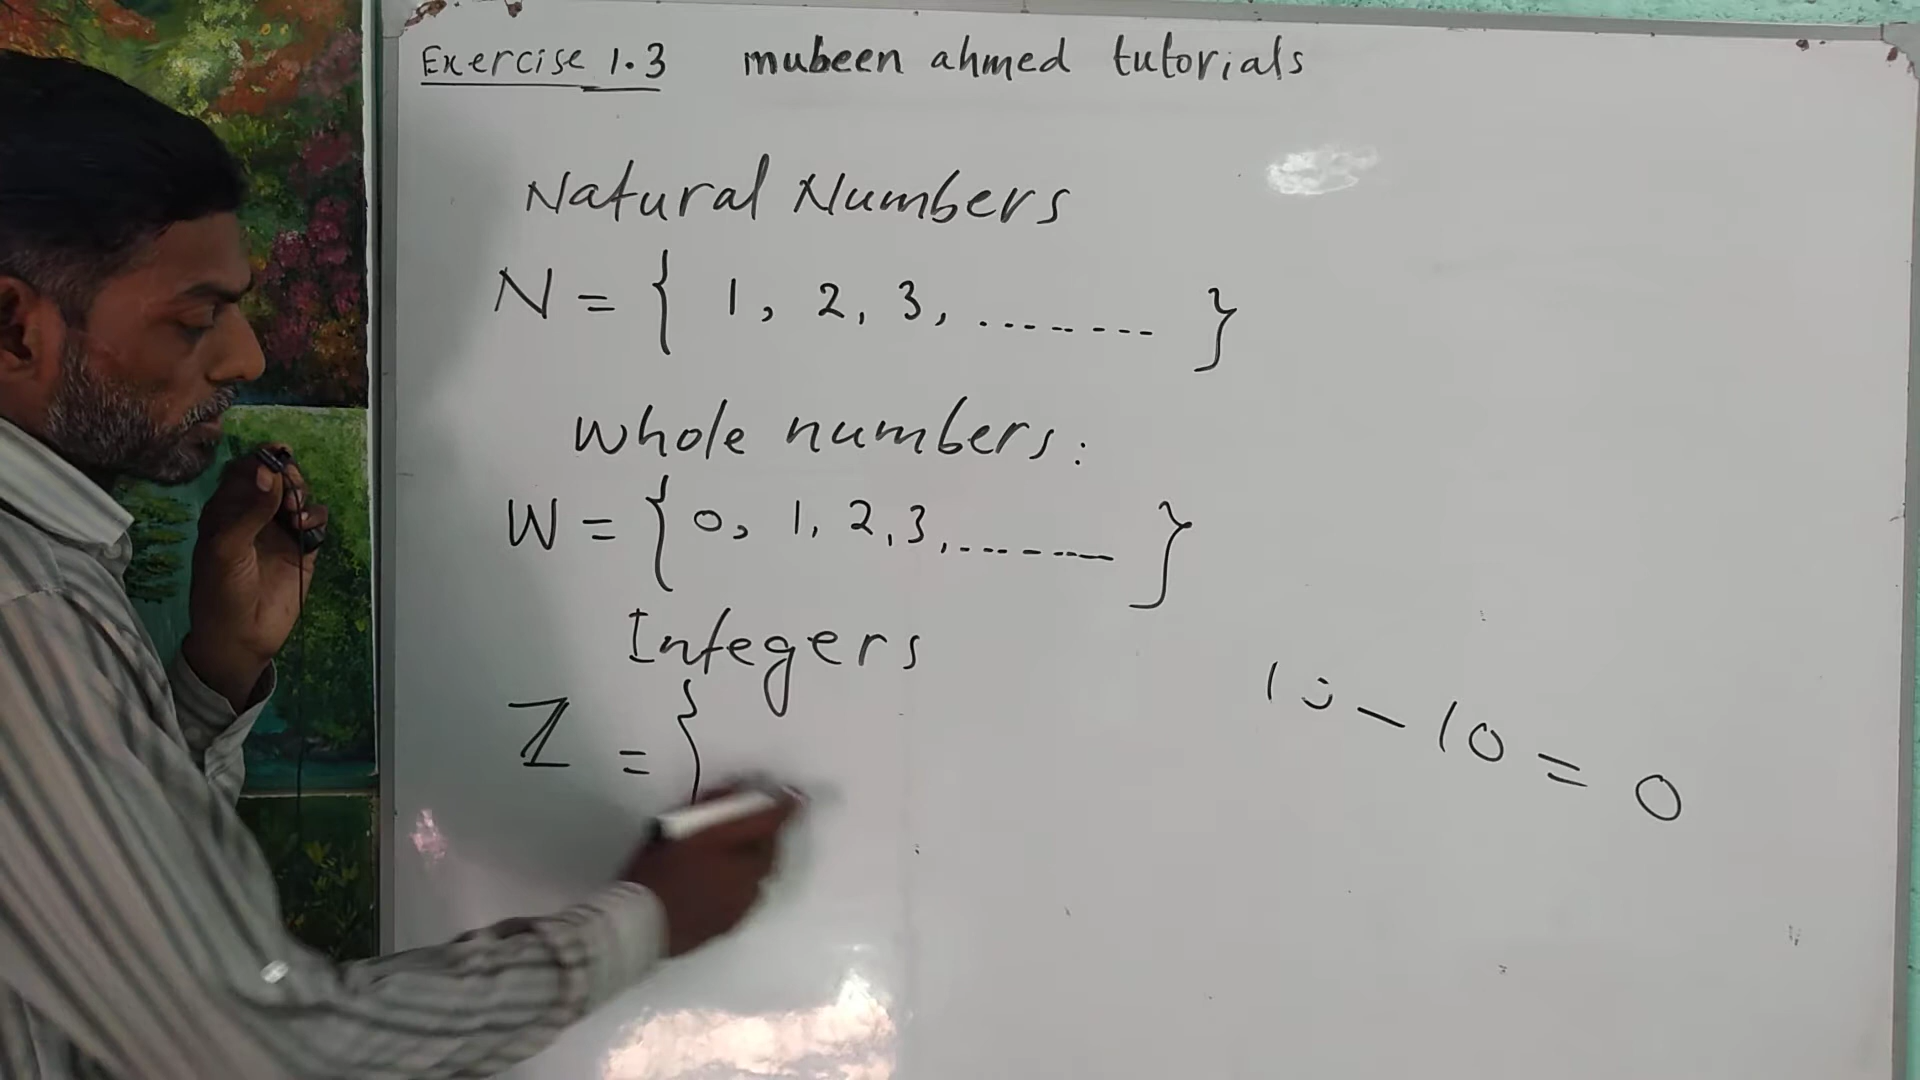 Exercise 1.3 mubeen ahmed tutorials
Natural Numbers
N = { 1, 2, 3, ........ }
Whole numbers:
W = { 0, 1, 2, 3, ........ }
Integers
Z = {
10 - 10 = 0